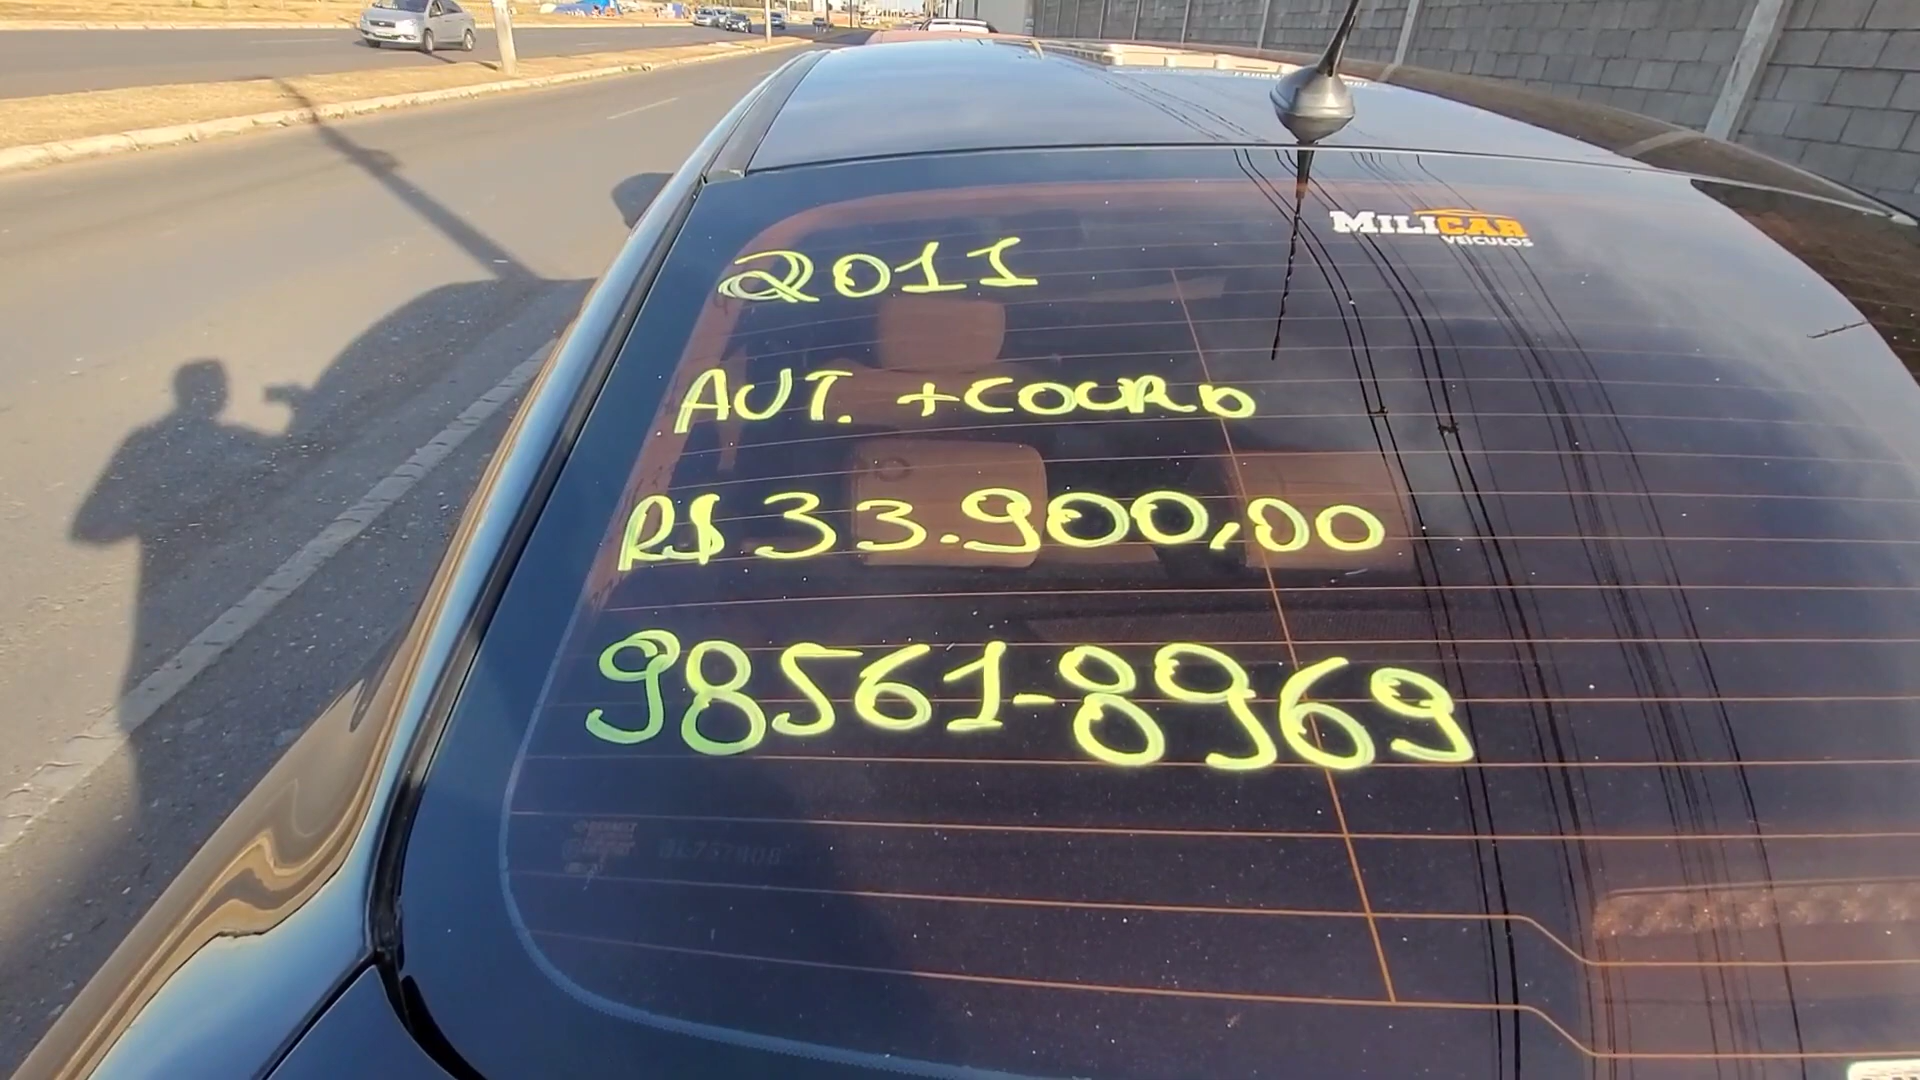 MILICAR
VEÍCULOS
2011
AUT. +COURO
R$ 33.900,00
98561-8969